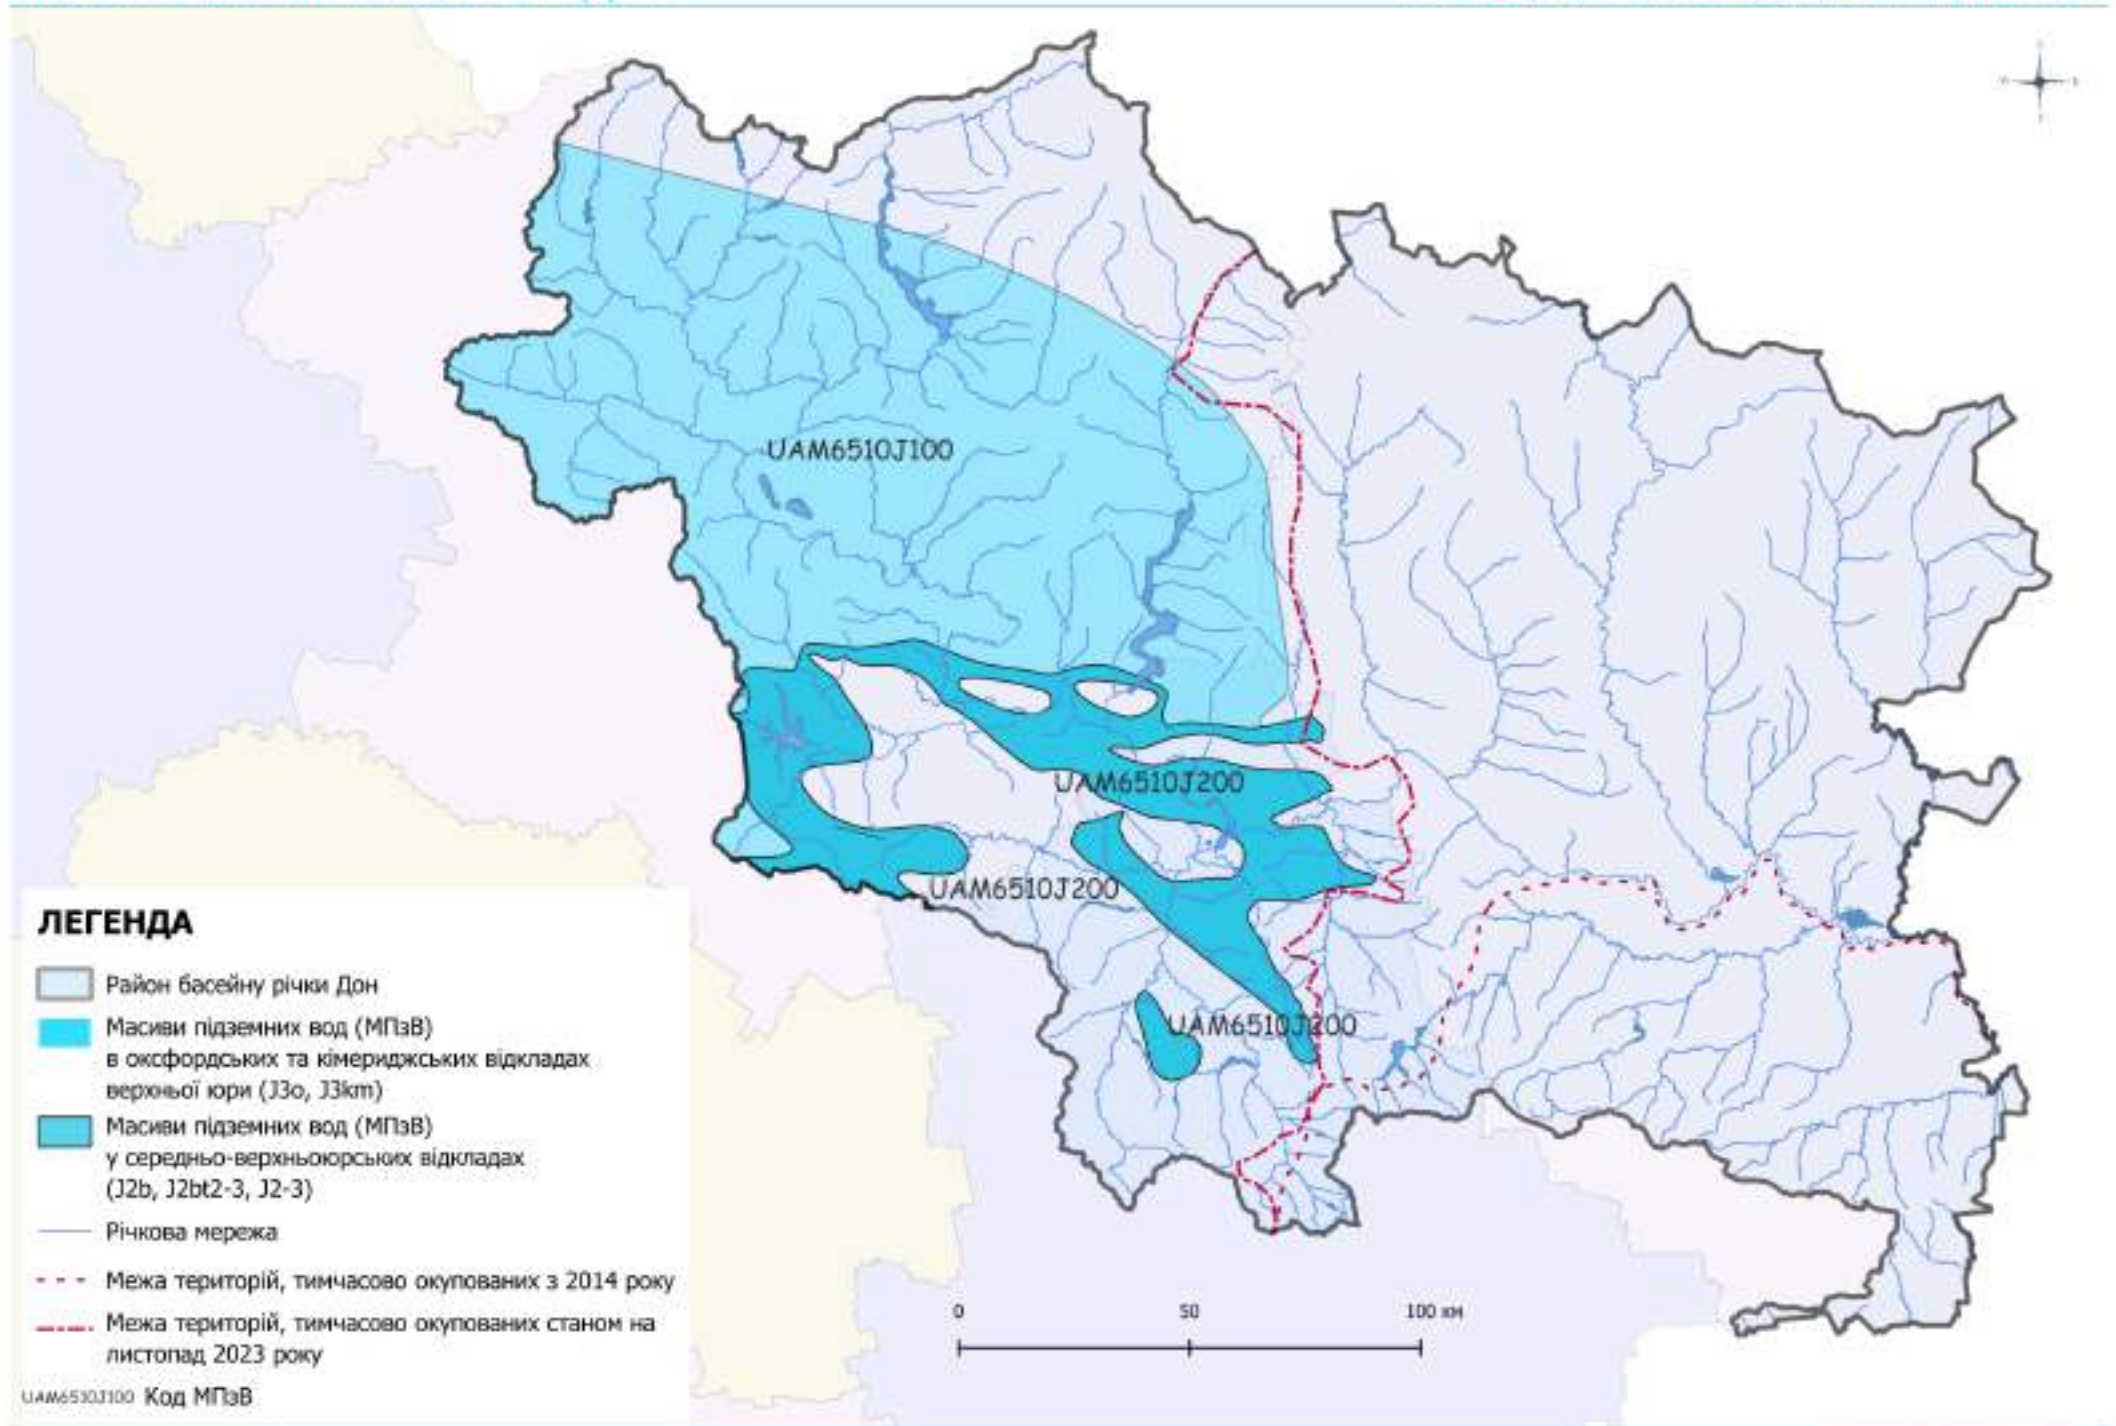 UAM6510J100
UAM6510J200
UAM6510J200
UAM6510J200
ЛЕГЕНДА
Район басейну річки Дон
Масиви підземних вод (МПзВ)
в оксфордських та кімериджських відкладах
верхньої юри (J3o, J3km)
Масиви підземних вод (МПзВ)
у середньо-верхньоюрських відкладах
(J2b, J2bt2-3, J2-3)
Річкова мережа
Межа територій, тимчасово окупованих з 2014 року
Межа територій, тимчасово окупованих станом на
листопад 2023 року
UAM6510J100 Код МПзВ
0 50 100 км